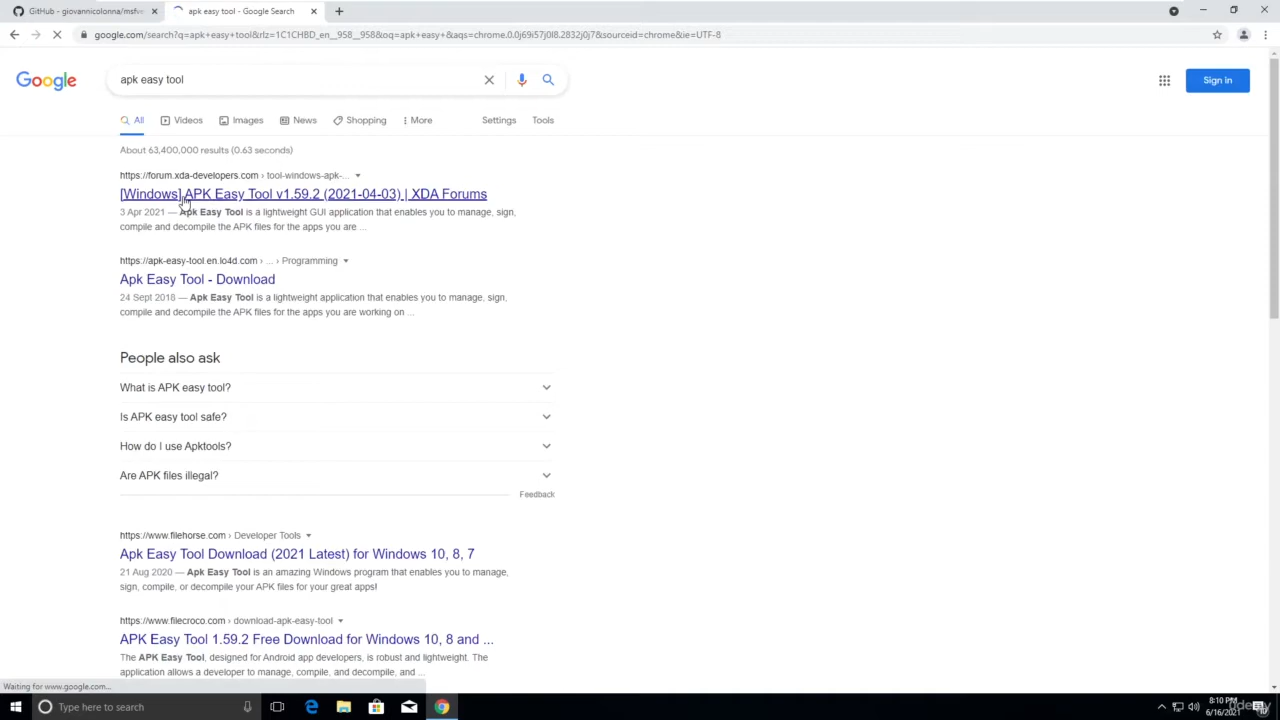 GitHub - giovannicolonna/msfve
apk easy tool - Google Search
google.com/search?q=apk+easy+tool&rlz=1C1CHBD_en__958__958&oq=apk+easy+&aqs=chrome.0.0j69i57j0l8.2832j0j7&sourceid=chrome&ie=UTF-8
Google
apk easy tool
Sign in
All
Videos
Images
News
Shopping
More
Settings
Tools
About 63,400,000 results (0.63 seconds)
https://forum.xda-developers.com › tool-windows-apk-...
[Windows] APK Easy Tool v1.59.2 (2021-04-03) | XDA Forums
3 Apr 2021 — Apk Easy Tool is a lightweight GUI application that enables you to manage, sign,
compile and decompile the APK files for the apps you are ...
https://apk-easy-tool.en.lo4d.com › ... › Programming
Apk Easy Tool - Download
24 Sept 2018 — Apk Easy Tool is a lightweight application that enables you to manage, sign,
compile and decompile the APK files for the apps you are working on ...
People also ask
What is APK easy tool?
Is APK easy tool safe?
How do I use Apktools?
Are APK files illegal?
Feedback
https://www.filehorse.com › Developer Tools
Apk Easy Tool Download (2021 Latest) for Windows 10, 8, 7
21 Aug 2020 — Apk Easy Tool is an amazing Windows program that enables you to manage,
sign, compile, or decompile your APK files for your great apps!
https://www.filecroco.com › download-apk-easy-tool
APK Easy Tool 1.59.2 Free Download for Windows 10, 8 and ...
The APK Easy Tool, designed for Android app developers, is robust and lightweight. The
application allows a developer to manage, compile, and decompile, and ...
Waiting for www.google.com...
Type here to search
8:10 PM
6/16/2021
udemy